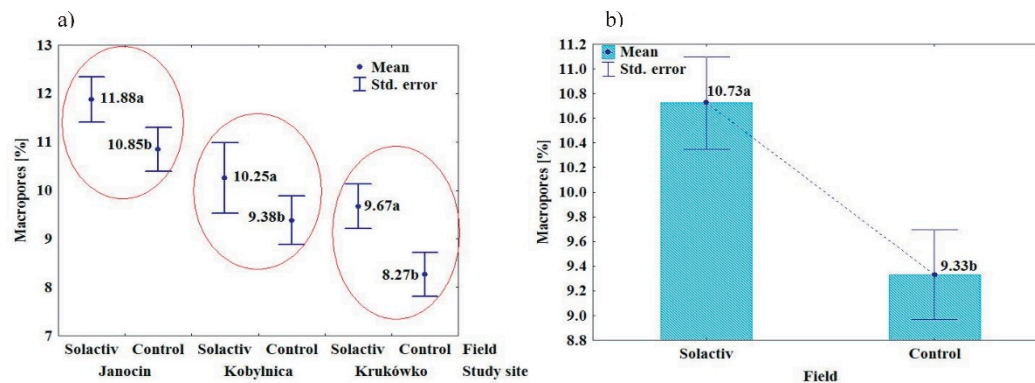 a)
Macropores [%]
13
12
11
10
9
8
7
Mean
Std. error
11.88a
10.85b
10.25a
9.38b
9.67a
8.27b
Solactiv Control Solactiv Control Solactiv Control Field
Janocin Kobylnica Krukówko Study site
b)
Macropores [%]
11.2
11.0
10.8
10.6
10.4
10.2
10.0
9.8
9.6
9.4
9.2
9.0
8.8
Mean
Std. error
10.73a
9.33b
Solactiv Control
Field